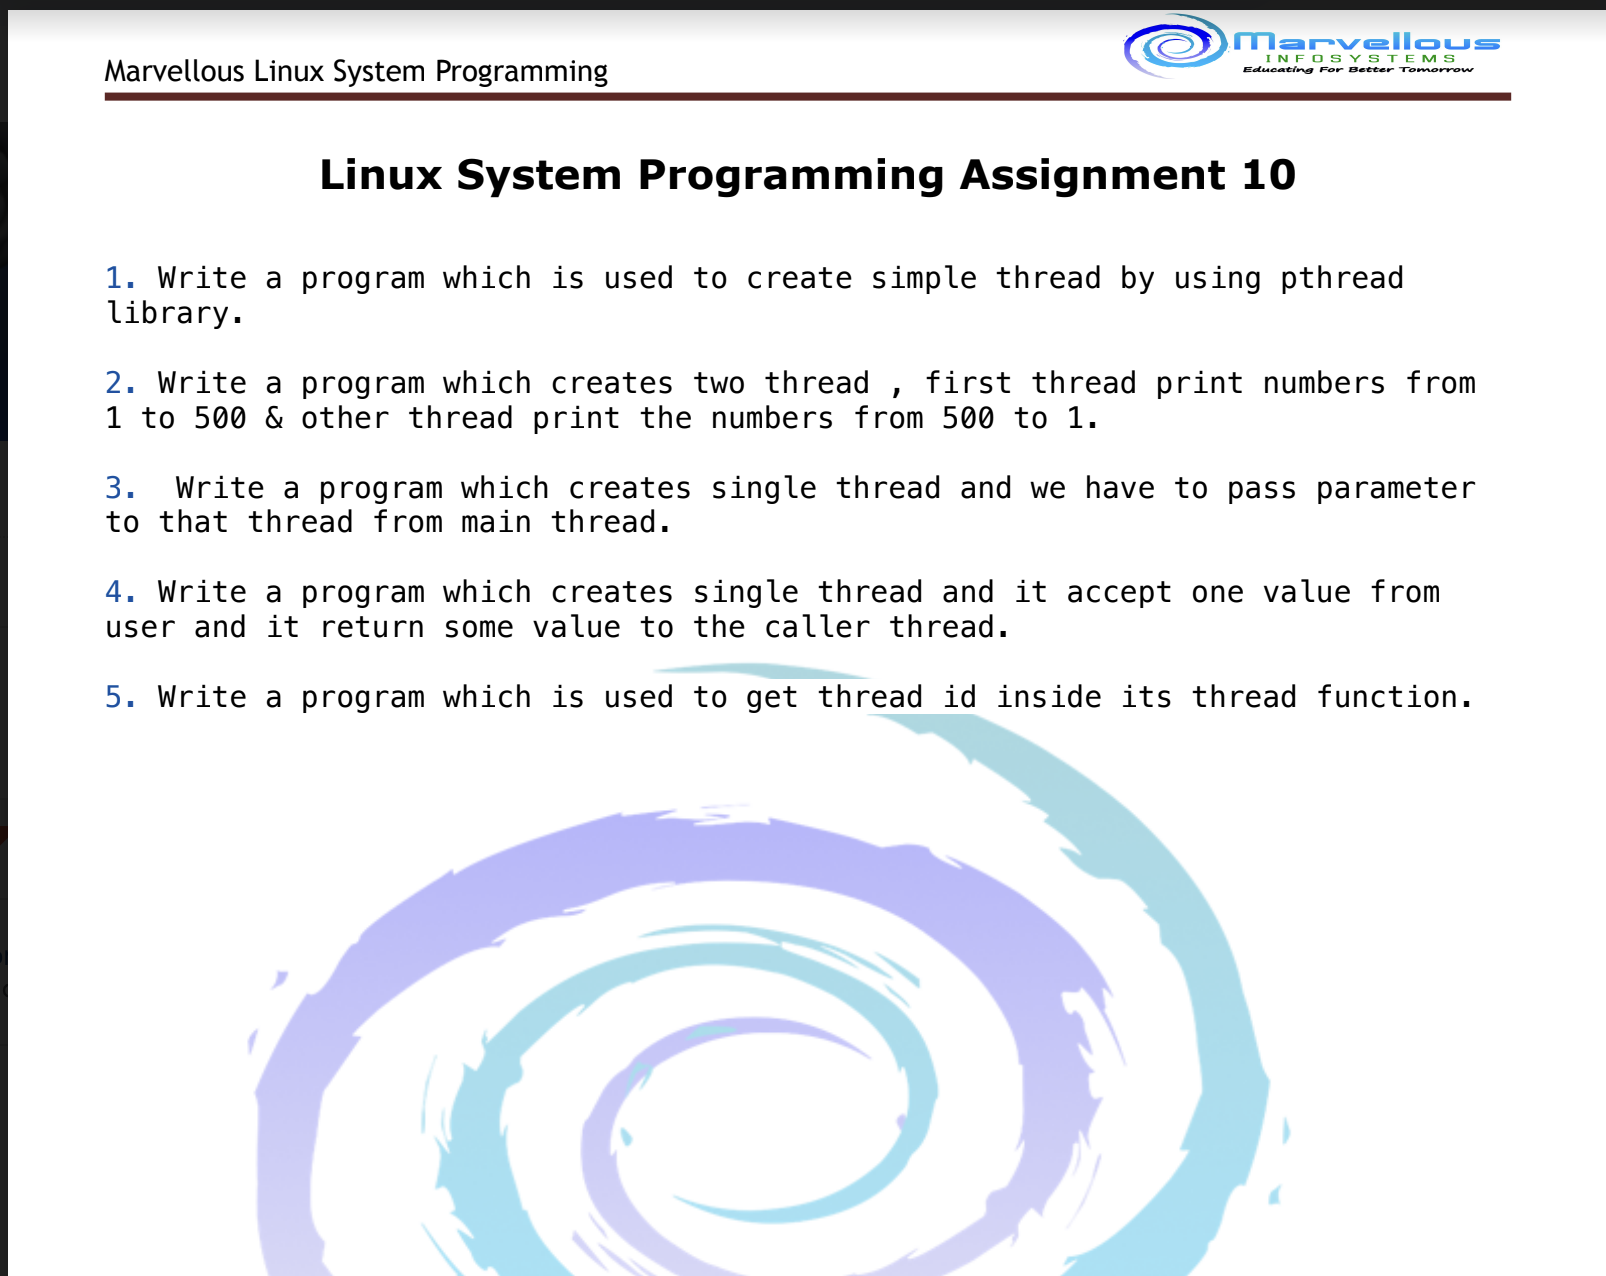 Marvellous Linux System Programming
Marvellous
INFOSYSTEMS
Educating For Better Tomorrow
Linux System Programming Assignment 10
1. Write a program which is used to create simple thread by using pthread
library.
2. Write a program which creates two thread , first thread print numbers from
1 to 500 & other thread print the numbers from 500 to 1.
3.  Write a program which creates single thread and we have to pass parameter
to that thread from main thread.
4. Write a program which creates single thread and it accept one value from
user and it return some value to the caller thread.
5. Write a program which is used to get thread id inside its thread function.